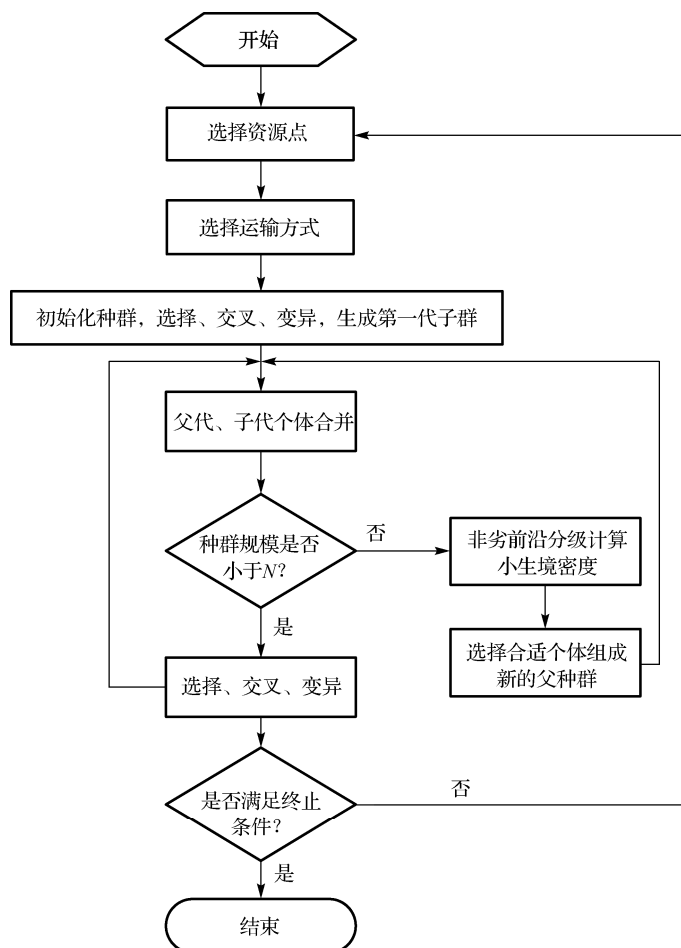 开始
选择资源点
选择运输方式
初始化种群，选择、交叉、变异，生成第一代子群
父代、子代个体合并
种群规模是否
小于N？
否
非劣前沿分级计算
小生境密度
是
选择合适个体组成
新的父种群
选择、交叉、变异
否
是否满足终止
条件？
是
结束